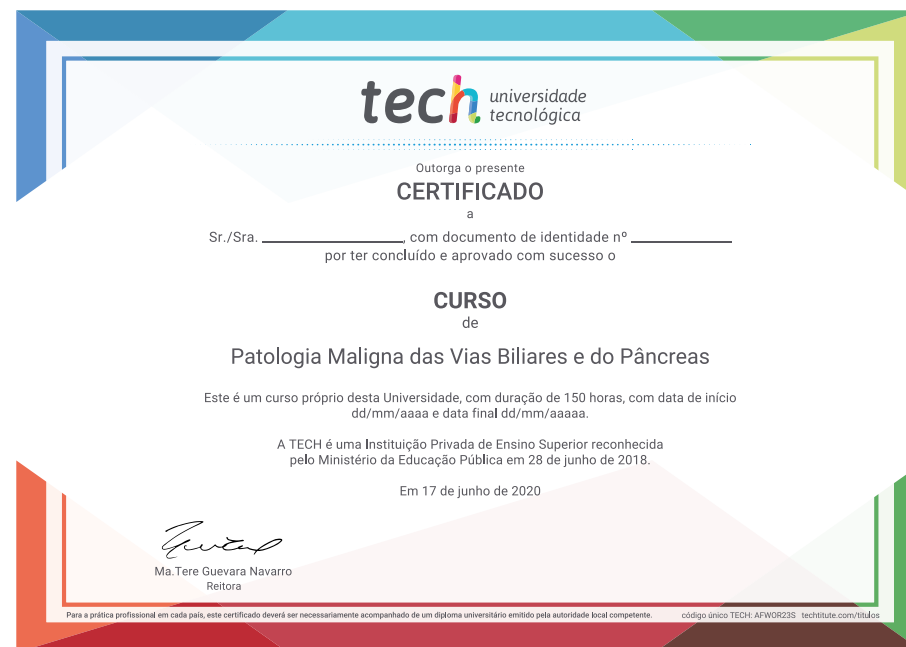 tech universidade
tecnológica
Outorga o presente
CERTIFICADO
a
Sr./Sra. ____________, com documento de identidade nº ____________
por ter concluído e aprovado com sucesso o
CURSO
de
Patologia Maligna das Vias Biliares e do Pâncreas
Este é um curso próprio desta Universidade, com duração de 150 horas, com data de início
dd/mm/aaaa e data final dd/mm/aaaaa.
A TECH é uma Instituição Privada de Ensino Superior reconhecida
pelo Ministério da Educação Pública em 28 de junho de 2018.
Em 17 de junho de 2020
Ma.Tere Guevara Navarro
Reitora
Para a prática profissional em cada país, este certificado deverá ser necessariamente acompanhado de um diploma universitário emitido pela autoridade local competente. código único TECH: AFWOR23S techtitute.com/titulos